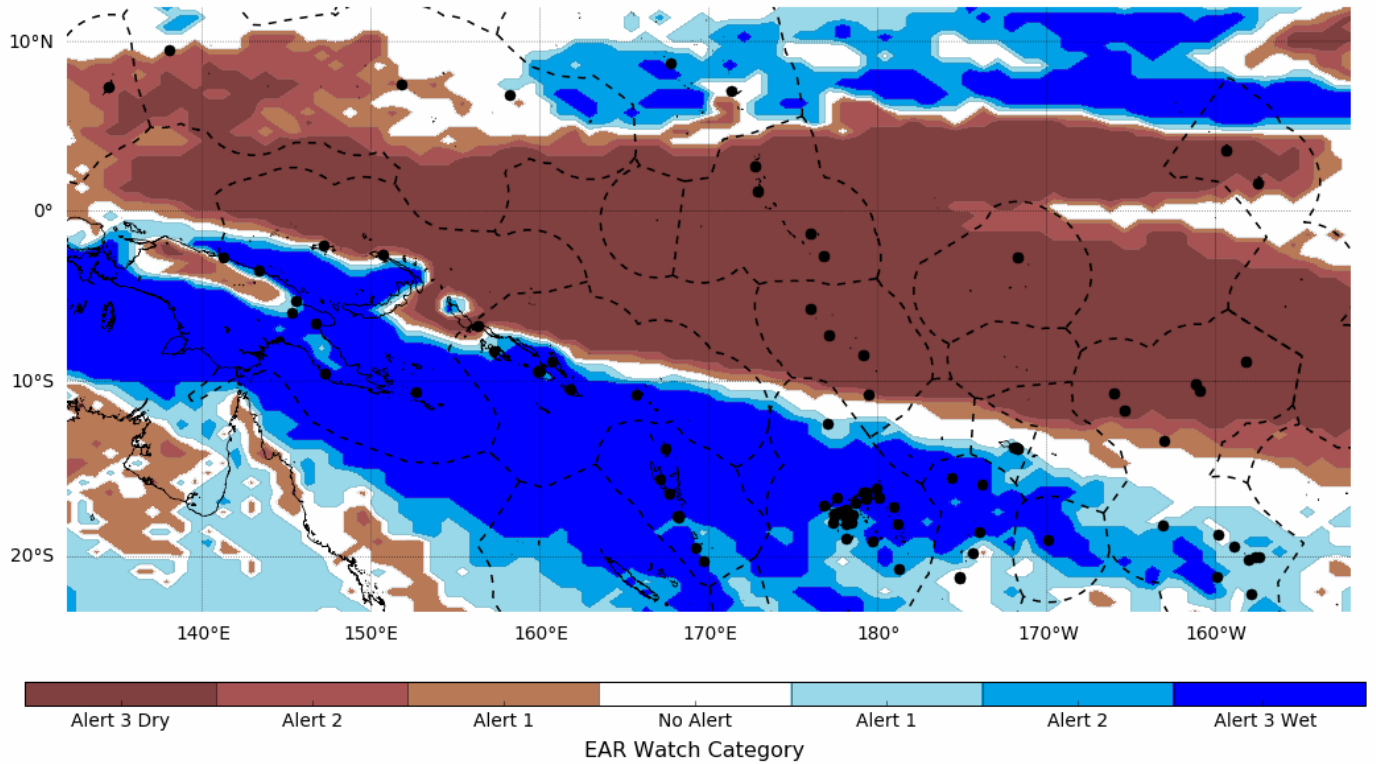 10°N
0°
10°S
20°S
140°E 150°E 160°E 170°E 180° 170°W 160°W
Alert 3 Dry Alert 2 Alert 1 No Alert Alert 1 Alert 2 Alert 3 Wet
EAR Watch Category